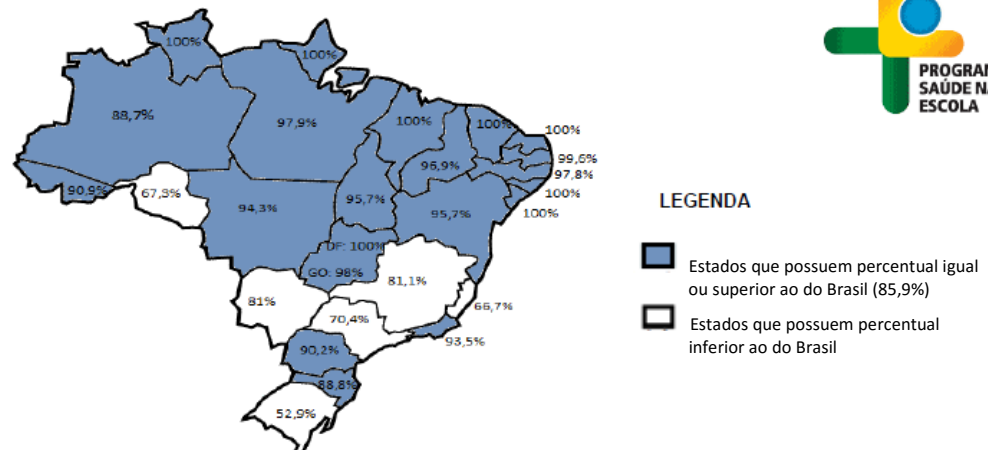 100%
100%
88,7%
97,9%
100%
100%
100%
99,6%
97,8%
100%
100%
96,9%
90,9%
67,3%
94,3%
95,7%
95,7%
DF: 100%
GO: 98%
81,1%
81%
66,7%
70,4%
93,5%
90,2%
88,8%
52,9%
SAÚDE NA
ESCOLA
LEGENDA
Estados que possuem percentual igual
ou superior ao do Brasil (85,9%)
Estados que possuem percentual
inferior ao do Brasil